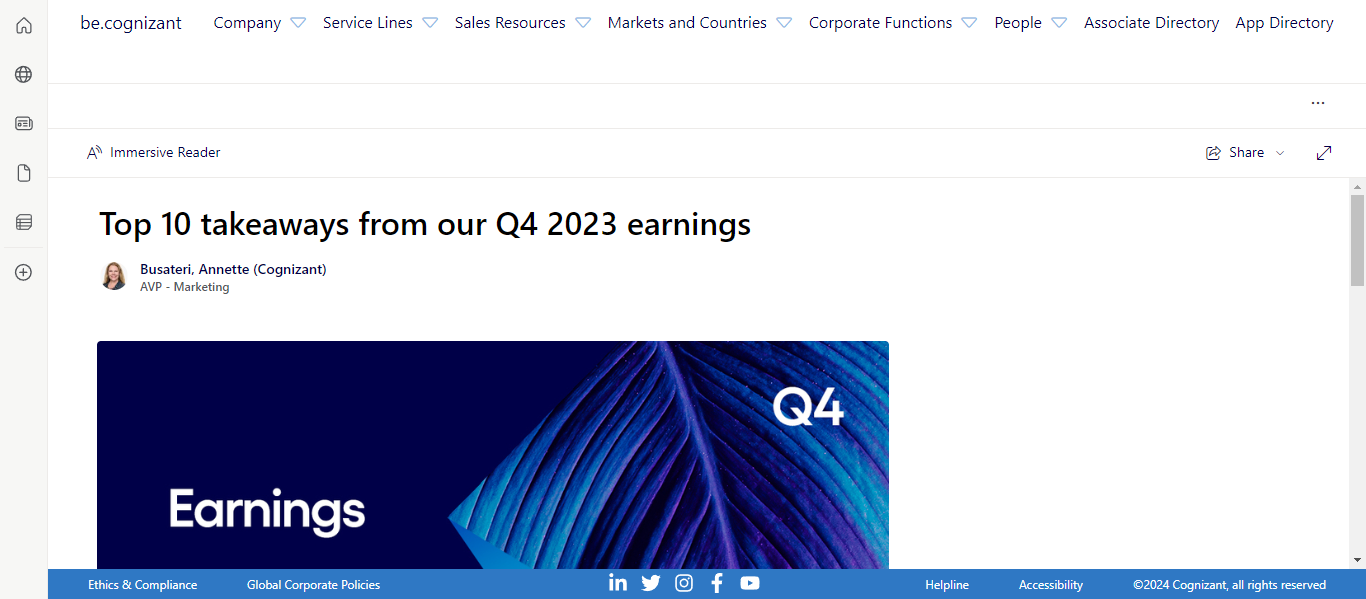 be.cognizant Company Service Lines Sales Resources Markets and Countries Corporate Functions People Associate Directory App Directory
...
Immersive Reader Share
Top 10 takeaways from our Q4 2023 earnings
Busateri, Annette (Cognizant)
AVP - Marketing
Q4
Earnings
Ethics & Compliance Global Corporate Policies Helpline Accessibility ©2024 Cognizant, all rights reserved